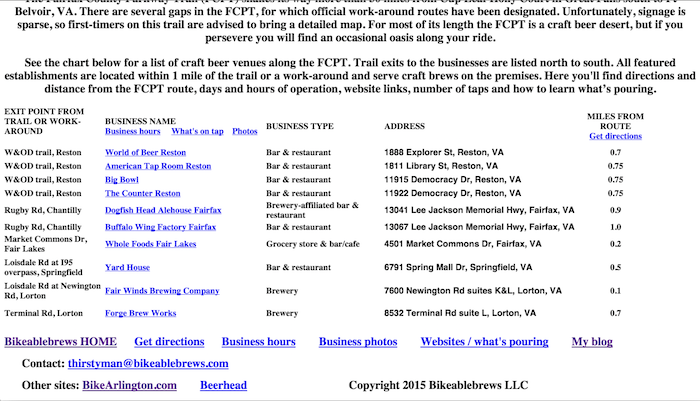 Belvoir, VA. There are several gaps in the FCPT, for which official work-around routes have been designated. Unfortunately, signage is
sparse, so first-timers on this trail are advised to bring a detailed map. For most of its length the FCPT is a craft beer desert, but if you
persevere you will find an occasional oasis along your ride.
See the chart below for a list of craft beer venues along the FCPT. Trail exits to the businesses are listed north to south. All featured
establishments are located within 1 mile of the trail or a work-around and serve craft brews on the premises. Here you'll find directions and
distance from the FCPT route, days and hours of operation, website links, number of taps and how to learn what's pouring.
EXIT POINT FROM
TRAIL OR WORK-
AROUND
BUSINESS NAME
Business hours What's on tap Photos
BUSINESS TYPE
ADDRESS
MILES FROM
ROUTE
Get directions
W&OD trail, Reston World of Beer Reston Bar & restaurant 1888 Explorer St, Reston, VA 0.7
W&OD trail, Reston American Tap Room Reston Bar & restaurant 1811 Library St, Reston, VA 0.75
W&OD trail, Reston Big Bowl Bar & restaurant 11915 Democracy Dr, Reston, VA 0.75
W&OD trail, Reston The Counter Reston Bar & restaurant 11922 Democracy Dr, Reston, VA 0.75
Rugby Rd, Chantilly Dogfish Head Alehouse Fairfax Brewery-affiliated bar &
restaurant 13041 Lee Jackson Memorial Hwy, Fairfax, VA 0.9
Rugby Rd, Chantilly Buffalo Wing Factory Fairfax Bar & restaurant 13067 Lee Jackson Memorial Hwy, Fairfax, VA 1.0
Market Commons Dr,
Fair Lakes Whole Foods Fair Lakes Grocery store & bar/cafe 4501 Market Commons Dr, Fairfax, VA 0.2
Loisdale Rd at I95
overpass, Springfield Yard House Bar & restaurant 6791 Spring Mall Dr, Springfield, VA 0.5
Loisdale Rd at Newington
Rd, Lorton Fair Winds Brewing Company Brewery 7600 Newington Rd suites K&L, Lorton, VA 0.1
Terminal Rd, Lorton Forge Brew Works Brewery 8532 Terminal Rd suite L, Lorton, VA 0.7
Bikeablebrews HOME Get directions Business hours Business photos Websites / what's pouring My blog
Contact: thirstyman@bikeablebrews.com
Other sites: BikeArlington.com Beerhead Copyright 2015 Bikeablebrews LLC